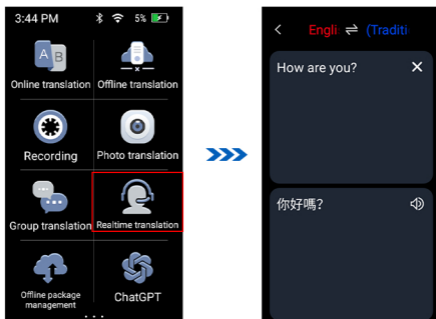 3:44 PM 5%
A B
Online translation Offline translation
Recording Photo translation
Group translation Realtime translation
Offline package
management
ChatGPT
Engli (Traditi
How are you?
你好嗎?